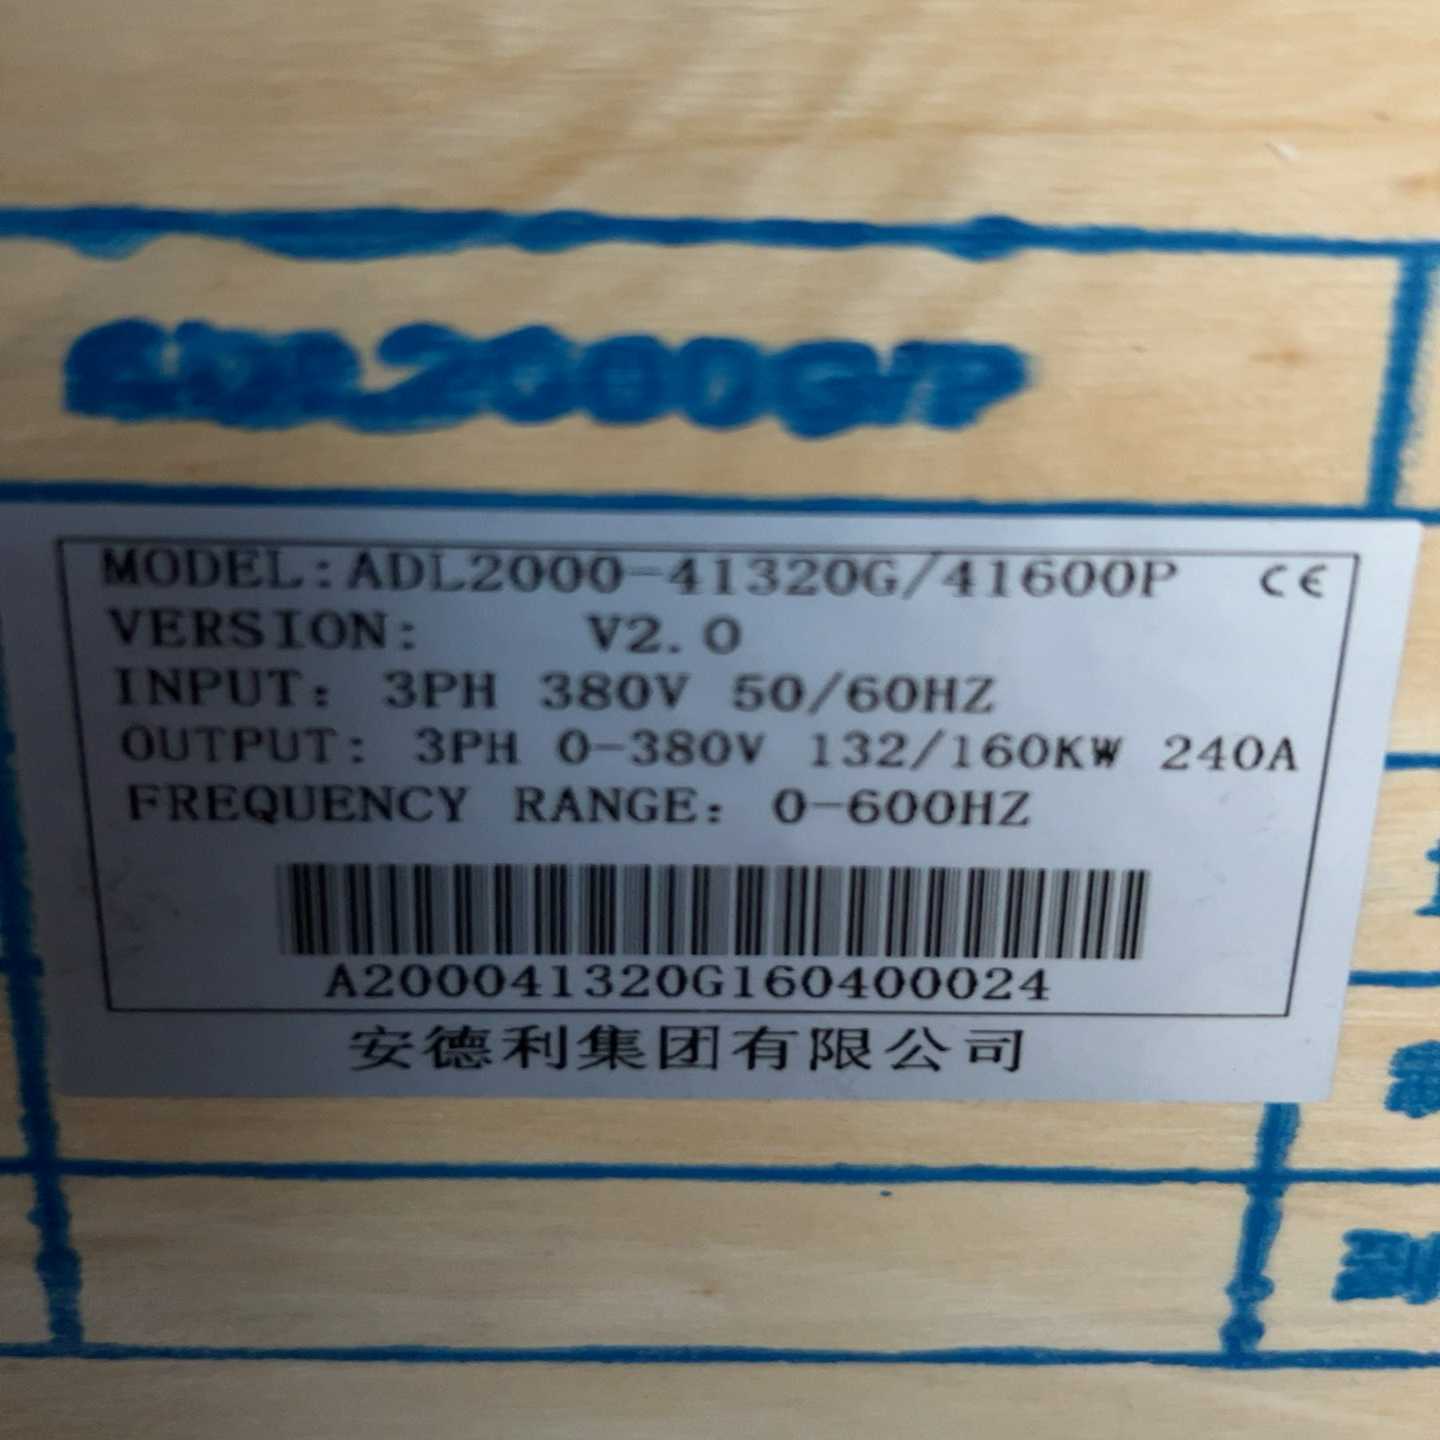 ADL2000G/P
MODEL:ADL2000-41320G/41600P CE
VERSION: V2.0
INPUT: 3PH 380V 50/60HZ
OUTPUT: 3PH 0-380V 132/160KW 240A
FREQUENCY RANGE: 0-600HZ
A200041320G160400024
安德利集团有限公司